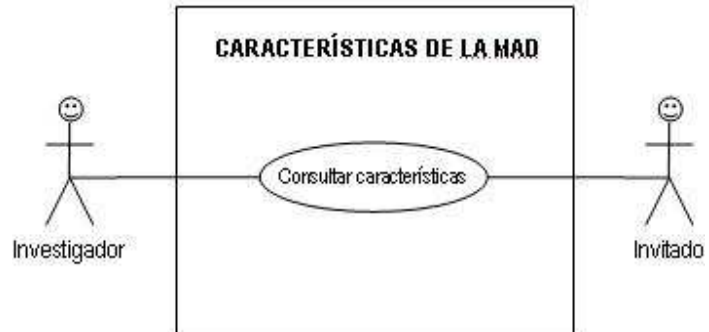 CARACTERÍSTICAS DE LA MAD
Consultar características
Investigador
Invitado